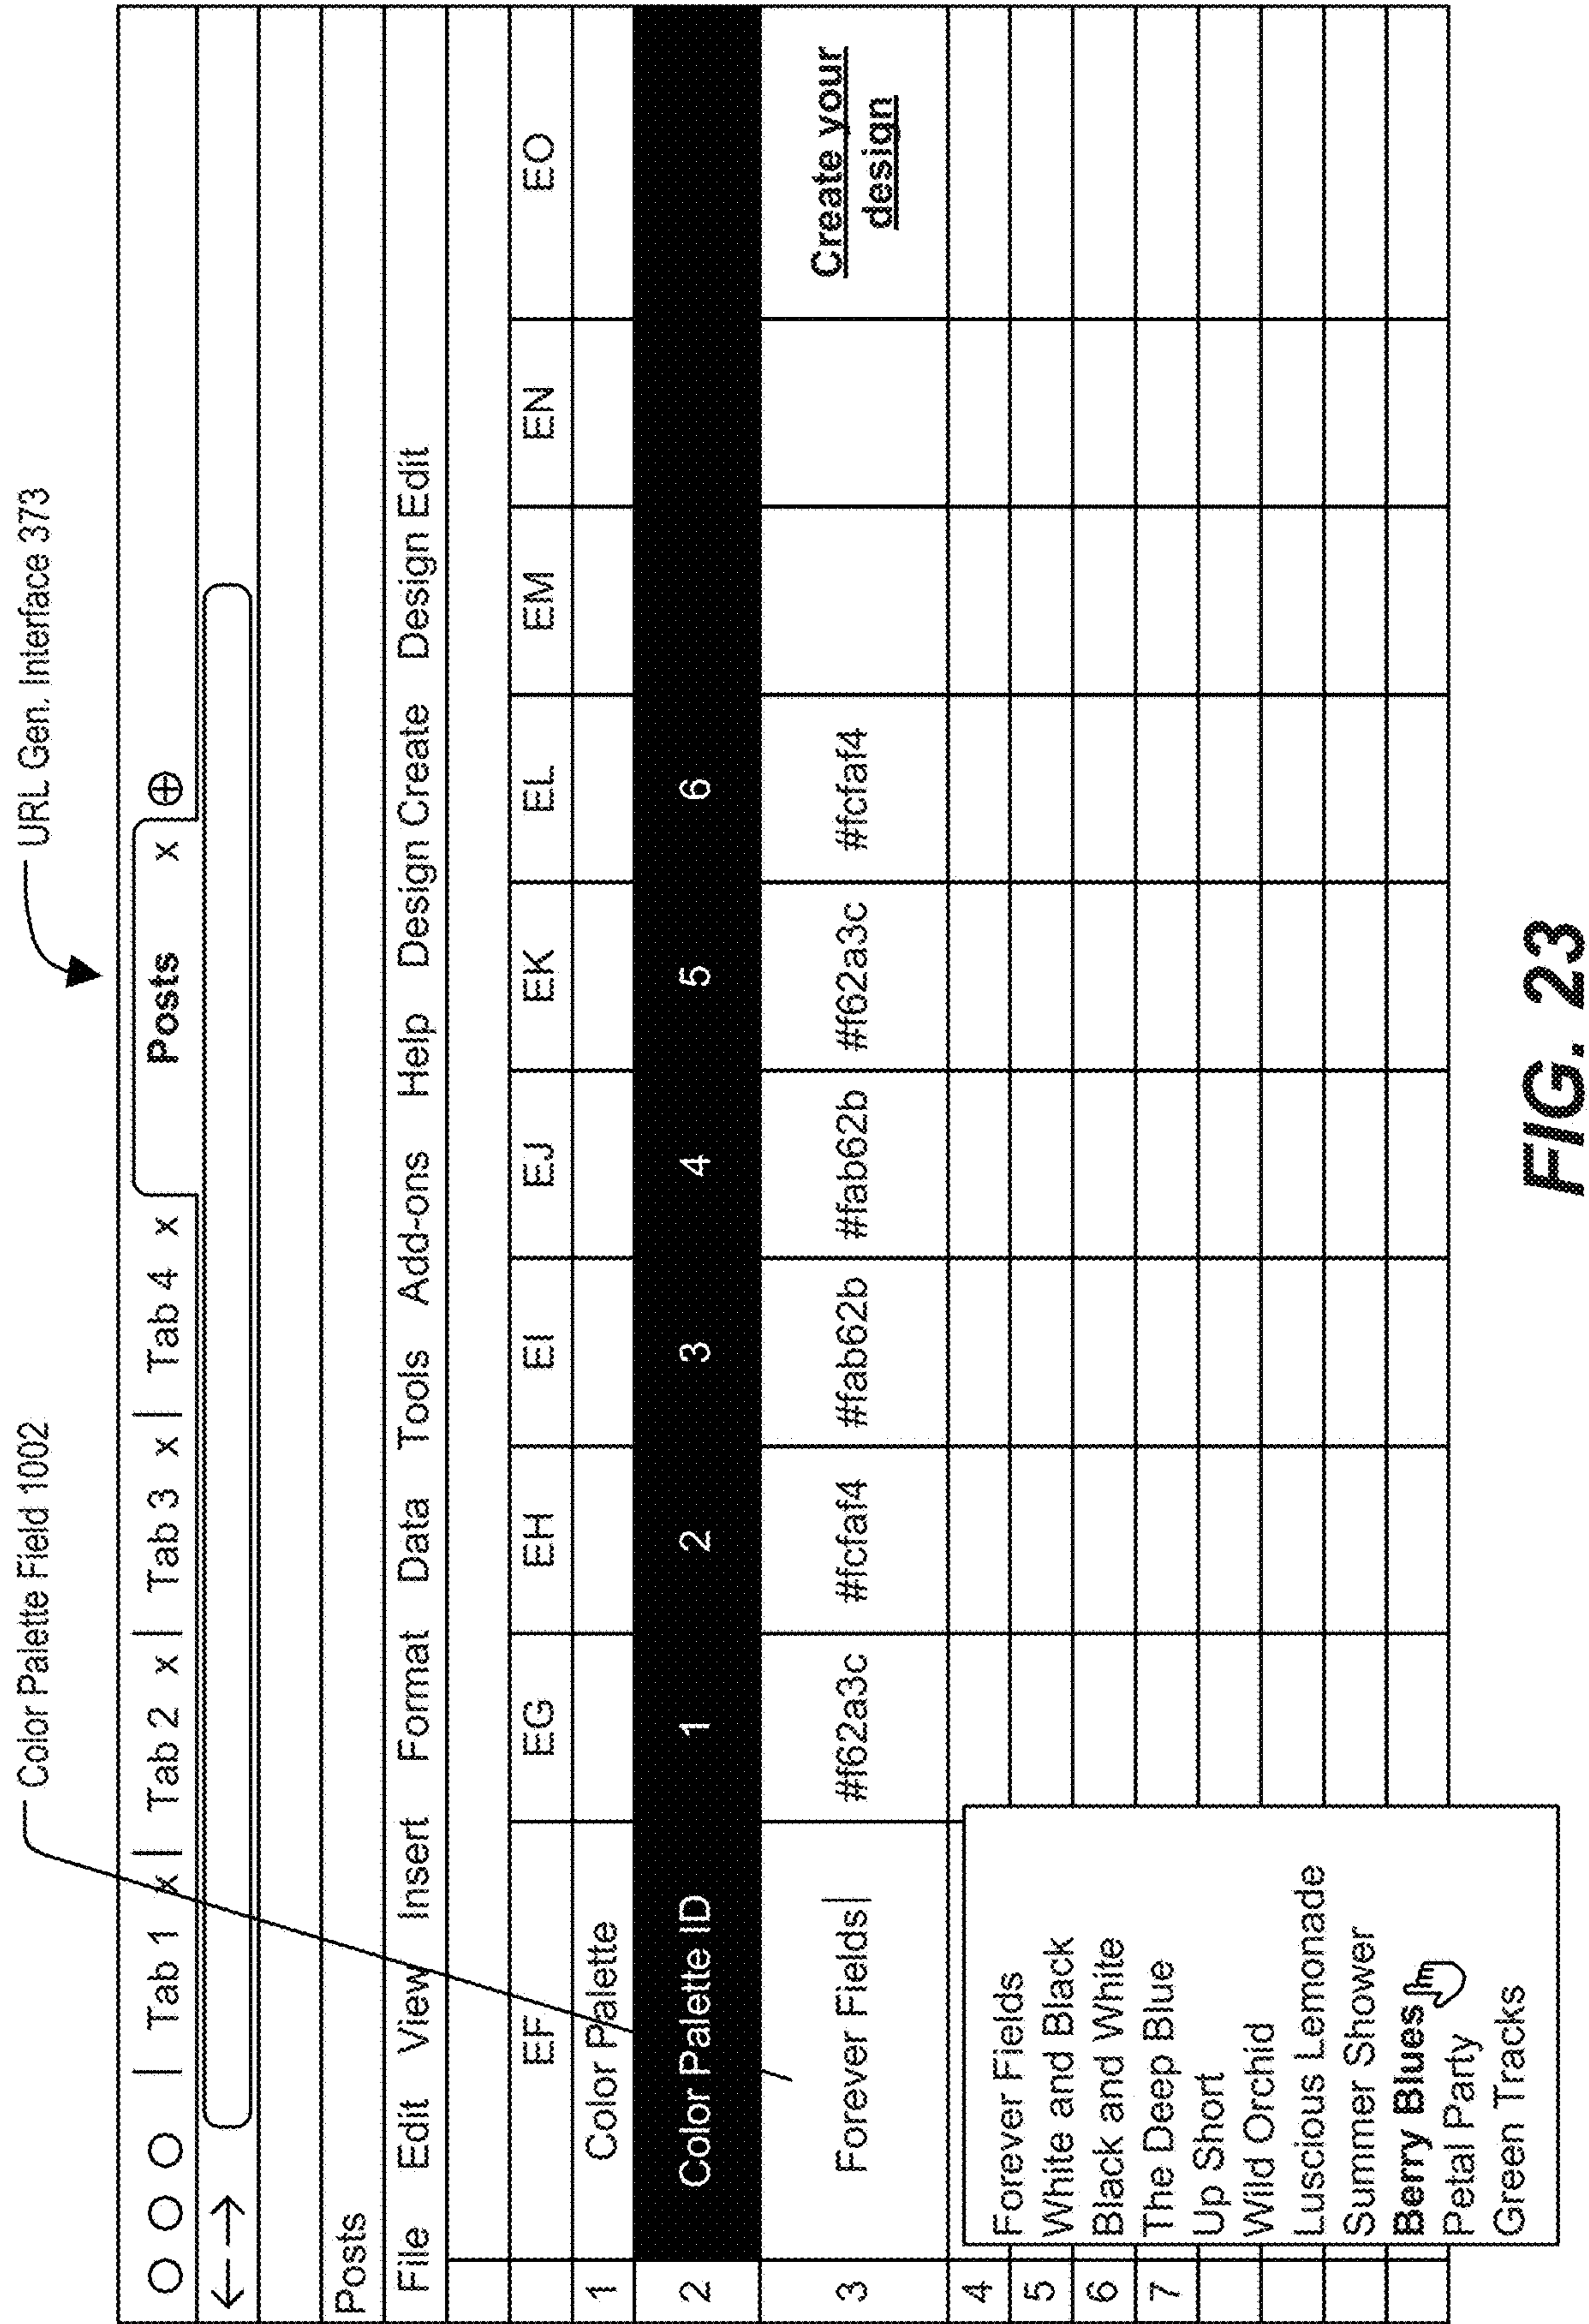 Color Palette Field 1002
URL Gen. Interface 373
Tab 1 x | Tab 2 x | Tab 3 x | Tab 4 x Posts x
Posts
File Edit View Insert Format Data Tools Add-ons Help Design Create Design Edit
EF EG EH EI EJ EK EL EM EN EO
1 Color Palette
2 Color Palette ID 1 2 3 4 5 6
3 Forever Fields| #f62a3c #fcfaf4 #fab62b #fab62b #f62a3c #fcfaf4 Create your
design
4
5
6
7
Forever Fields
White and Black
Black and White
The Deep Blue
Up Short
Wild Orchid
Luscious Lemonade
Summer Shower
Berry Blues
Petal Party
Green Tracks
FIG. 23